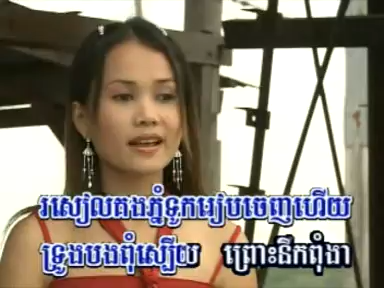 រសៀលគងភ្នំទូករៀបចេញហើយ
ទ្រូងបងពុំស្បើយ ព្រោះនឹកពុំងា